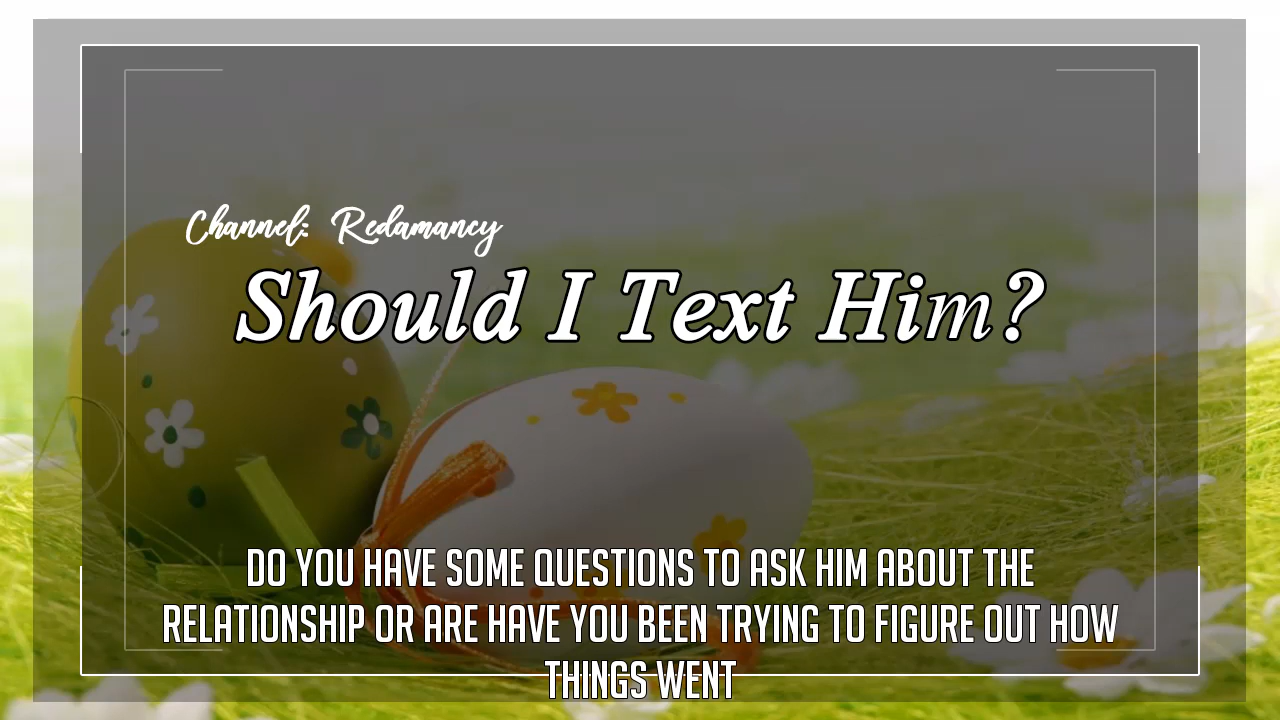 Channel: Redamancy
Should I Text Him?
DO YOU HAVE SOME QUESTIONS TO ASK HIM ABOUT THE
RELATIONSHIP OR ARE HAVE YOU BEEN TRYING TO FIGURE OUT HOW
THINGS WENT